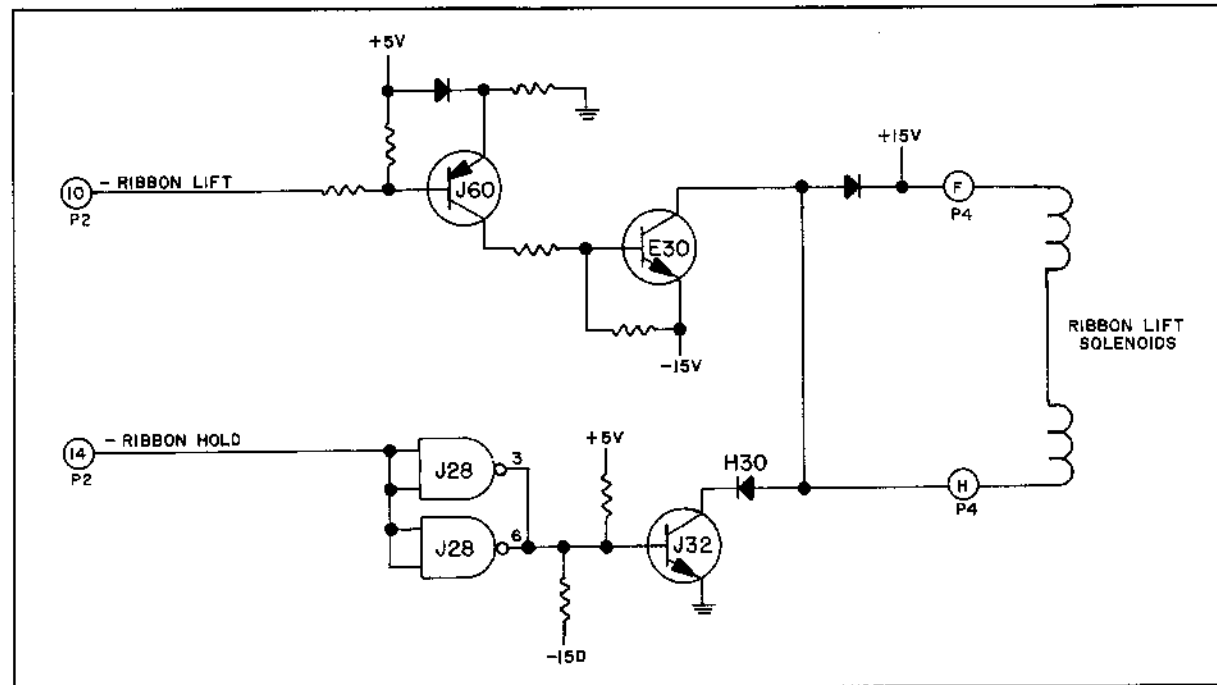 +5V
+15V
10
P2
– RIBBON LIFT
J60
F
P4
E30
-15V
RIBBON LIFT
SOLENOIDS
14
P2
– RIBBON HOLD
J28
3
+5V
H30
J28
6
J32
H
P4
-15D